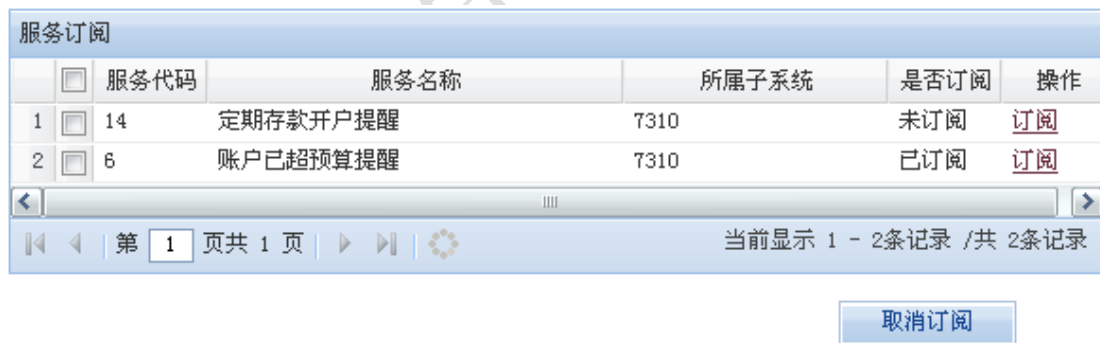 服务订阅
服务代码 服务名称 所属子系统 是否订阅 操作
1 14 定期存款开户提醒 7310 未订阅 订阅
2 6 账户已超预算提醒 7310 已订阅 订阅
第 1 页共 1 页 当前显示 1 - 2条记录 /共 2条记录
取消订阅